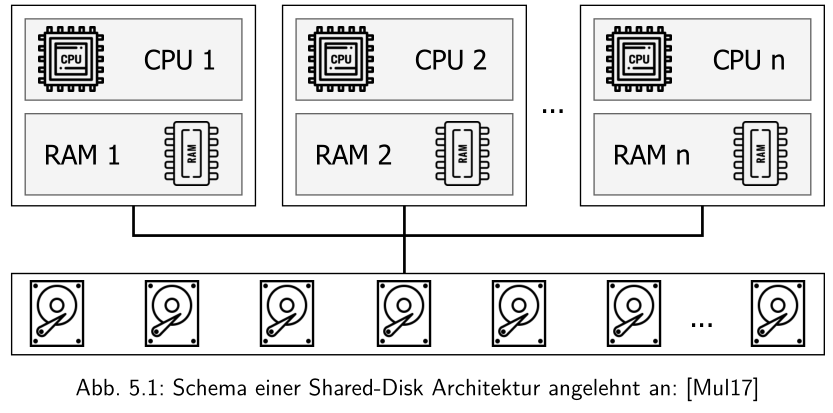 CPU CPU 1 CPU CPU 2 CPU CPU n
...
RAM 1 RAM RAM 2 RAM RAM n RAM
...
Abb. 5.1: Schema einer Shared-Disk Architektur angelehnt an: [Mul17]